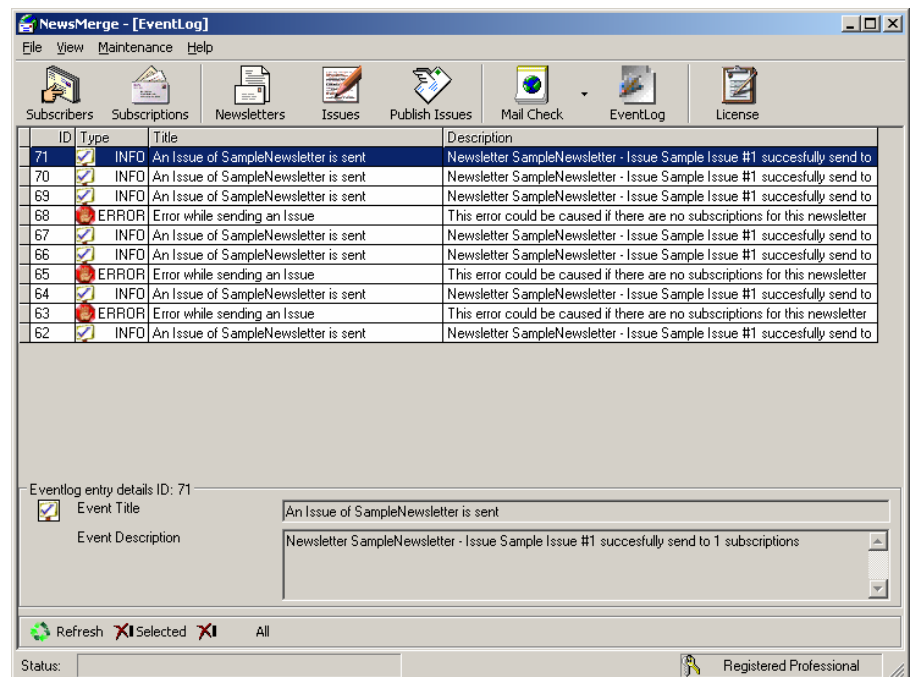 NewsMerge - [EventLog]
File View Maintenance Help
Subscribers Subscriptions Newsletters Issues Publish Issues Mail Check EventLog License
ID Type Title Description
71 INFO An Issue of SampleNewsletter is sent Newsletter SampleNewsletter - Issue Sample Issue #1 succesfully send to
70 INFO An Issue of SampleNewsletter is sent Newsletter SampleNewsletter - Issue Sample Issue #1 succesfully send to
69 INFO An Issue of SampleNewsletter is sent Newsletter SampleNewsletter - Issue Sample Issue #1 succesfully send to
68 ERROR Error while sending an Issue This error could be caused if there are no subscriptions for this newsletter
67 INFO An Issue of SampleNewsletter is sent Newsletter SampleNewsletter - Issue Sample Issue #1 succesfully send to
66 INFO An Issue of SampleNewsletter is sent Newsletter SampleNewsletter - Issue Sample Issue #1 succesfully send to
65 ERROR Error while sending an Issue This error could be caused if there are no subscriptions for this newsletter
64 INFO An Issue of SampleNewsletter is sent Newsletter SampleNewsletter - Issue Sample Issue #1 succesfully send to
63 ERROR Error while sending an Issue This error could be caused if there are no subscriptions for this newsletter
62 INFO An Issue of SampleNewsletter is sent Newsletter SampleNewsletter - Issue Sample Issue #1 succesfully send to
Eventlog entry details ID: 71
Event Title An Issue of SampleNewsletter is sent
Event Description Newsletter SampleNewsletter - Issue Sample Issue #1 succesfully send to 1 subscriptions
Refresh Selected All
Status: Registered Professional